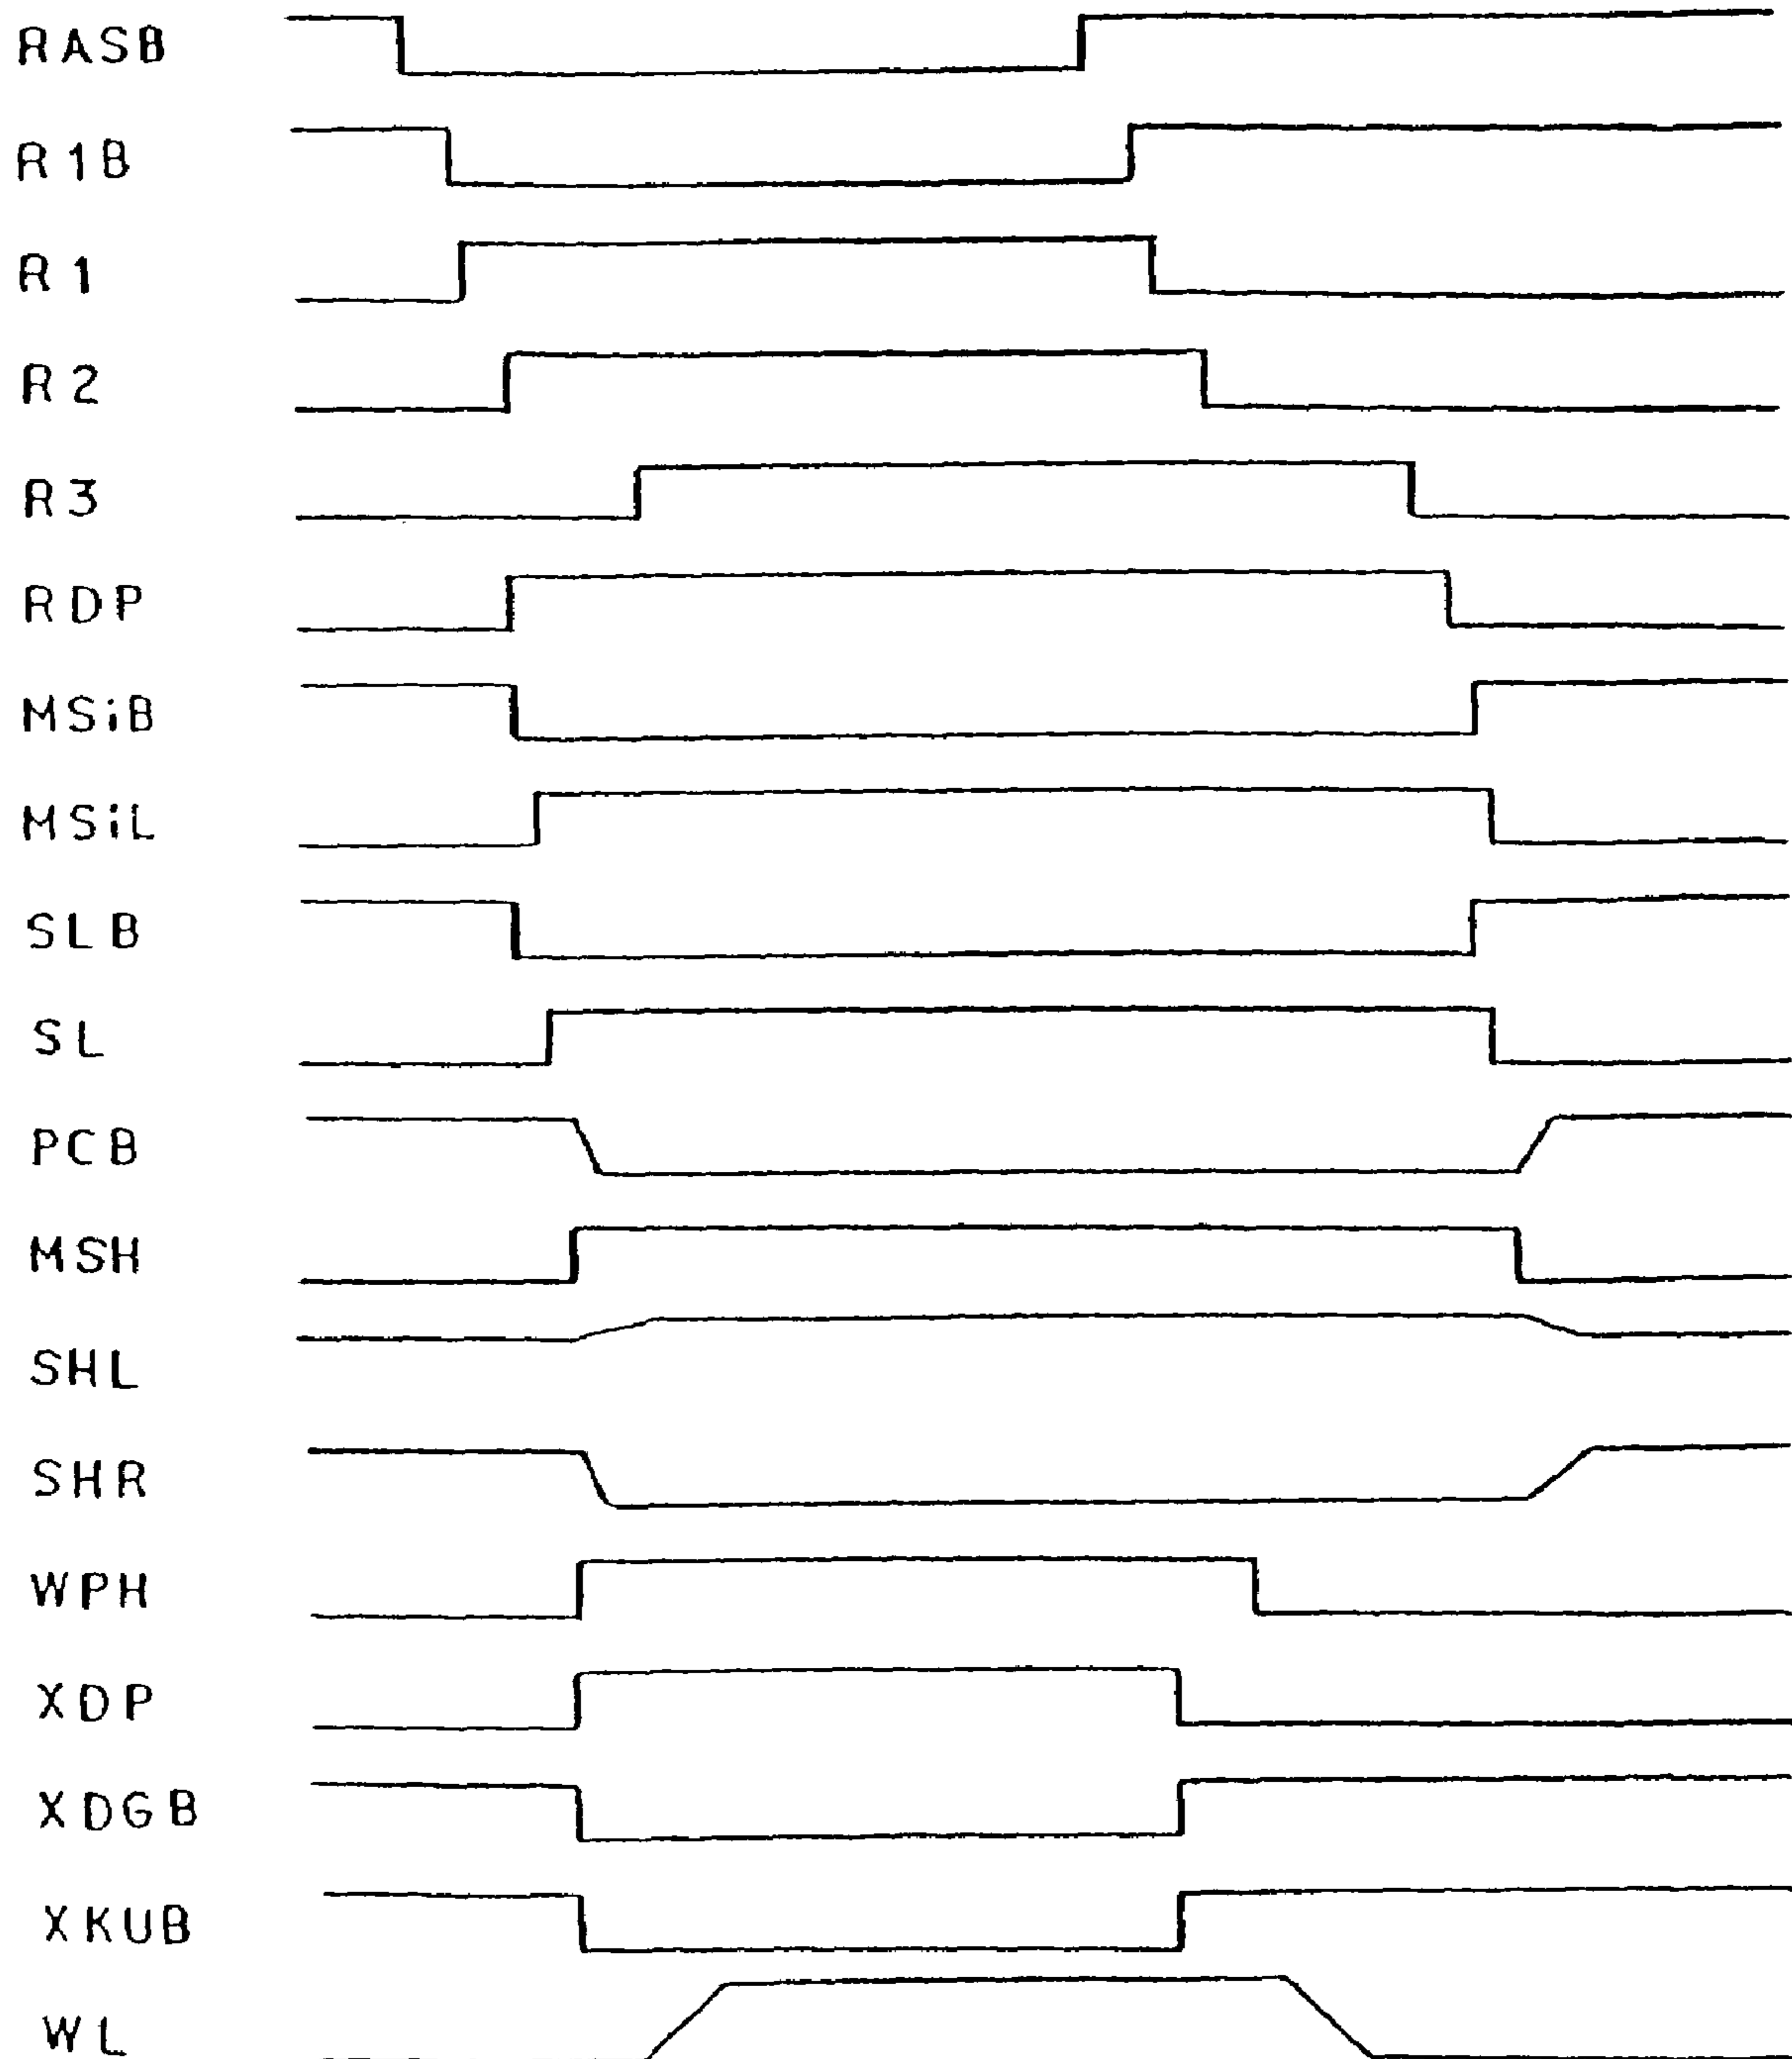 RASB
R1B
R1
R2
R3
RDP
MSiB
MSiL
SLB
SL
PCB
MSH
SHL
SHR
WPH
XDP
XDGB
XKUB
WL